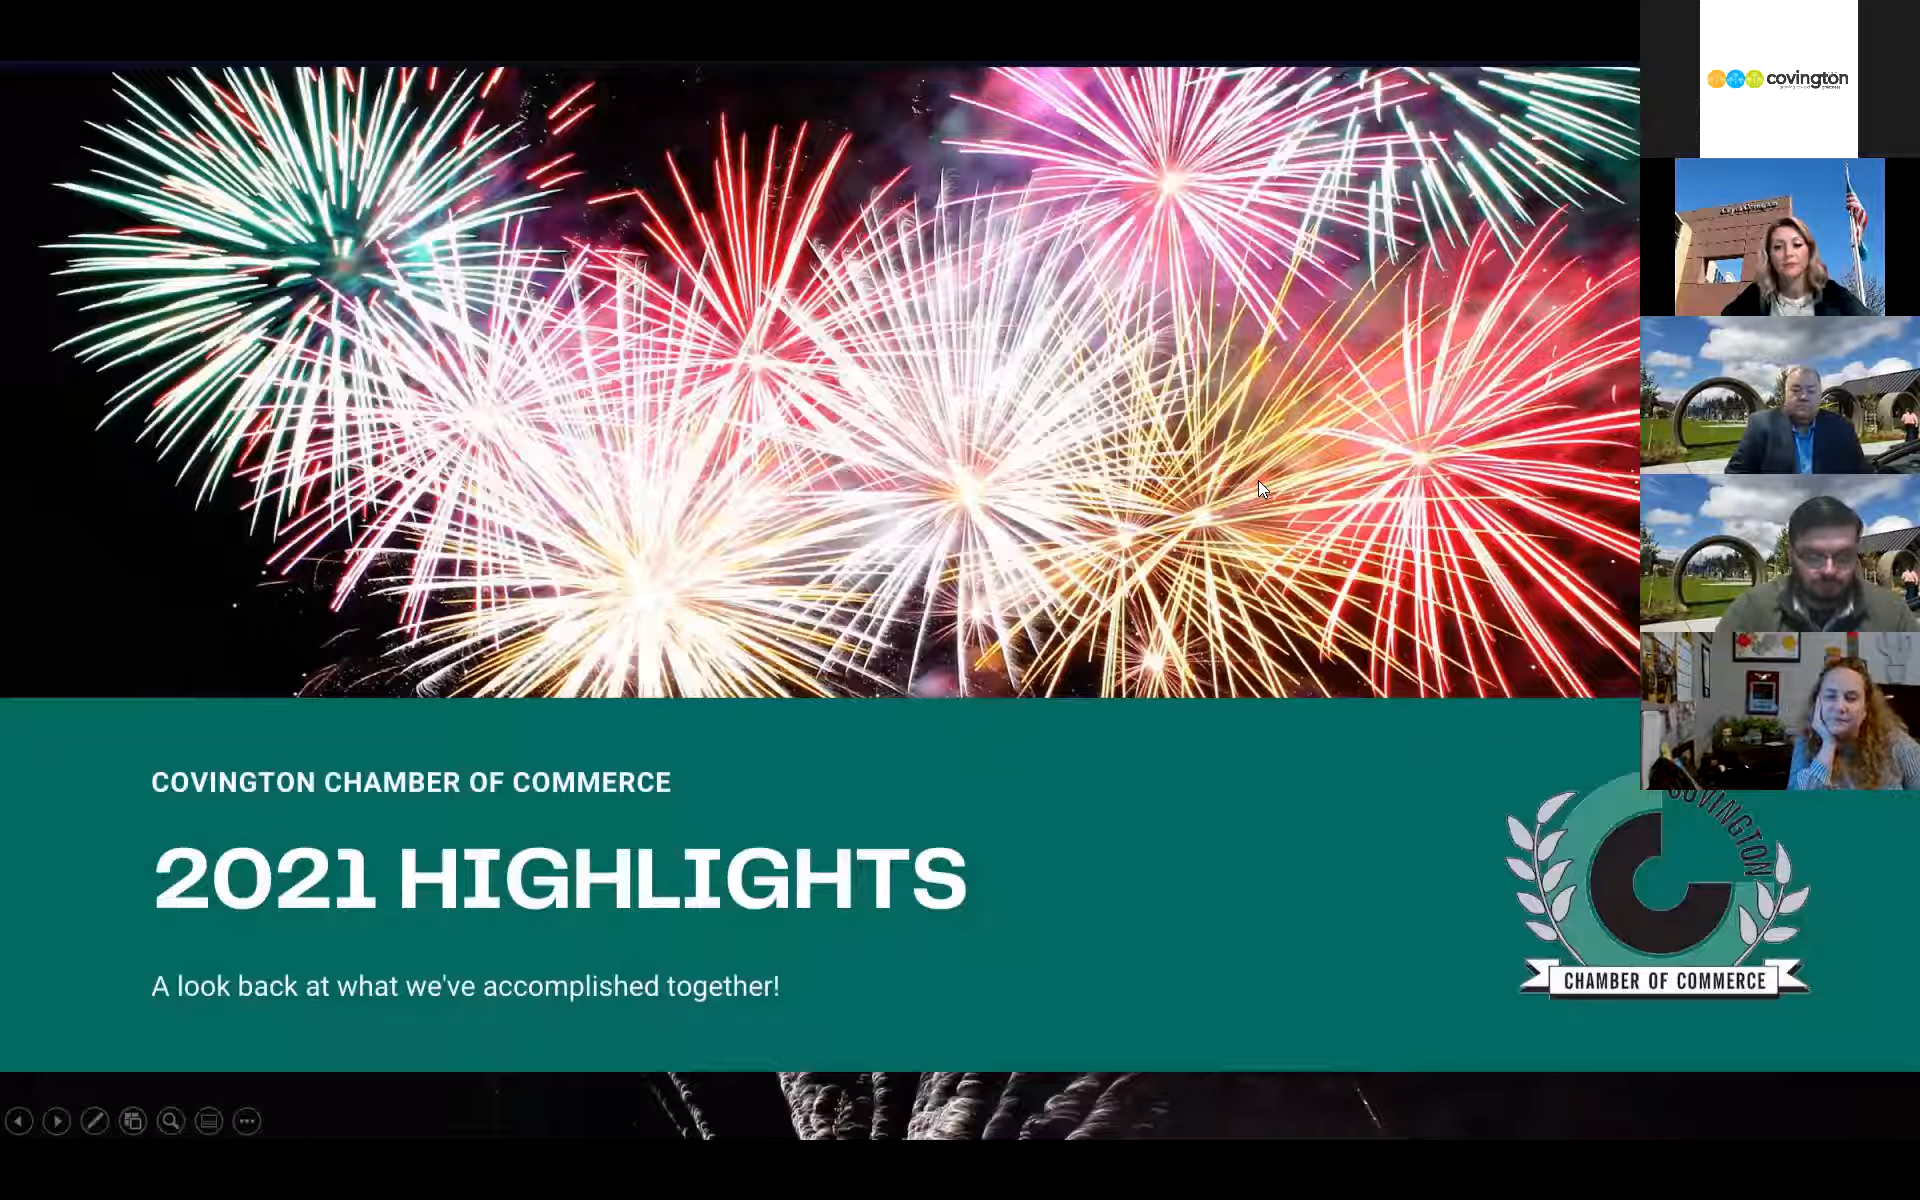 covington
COVINGTON CHAMBER OF COMMERCE
2021 HIGHLIGHTS
A look back at what we've accomplished together!
COVINGTON
CHAMBER OF COMMERCE